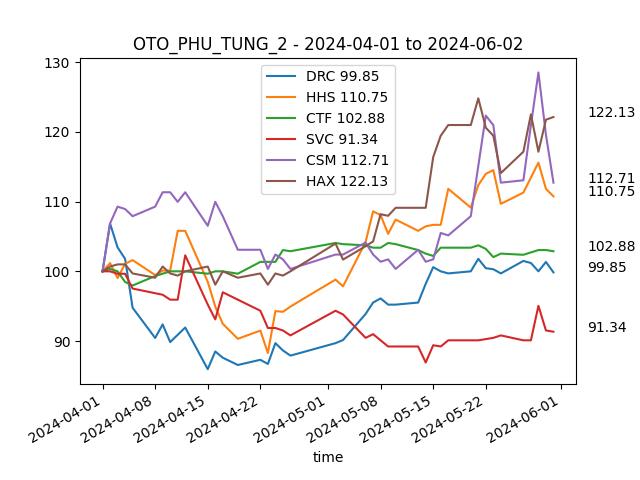 OTO_PHU_TUNG_2 - 2024-04-01 to 2024-06-02
130
120
110
100
90
DRC 99.85
HHS 110.75
CTF 102.88
SVC 91.34
CSM 112.71
HAX 122.13
122.13
112.71
110.75
102.88
99.85
91.34
2024-04-01
2024-04-08
2024-04-15
2024-04-22
2024-05-01
2024-05-08
2024-05-15
2024-05-22
2024-06-01
time